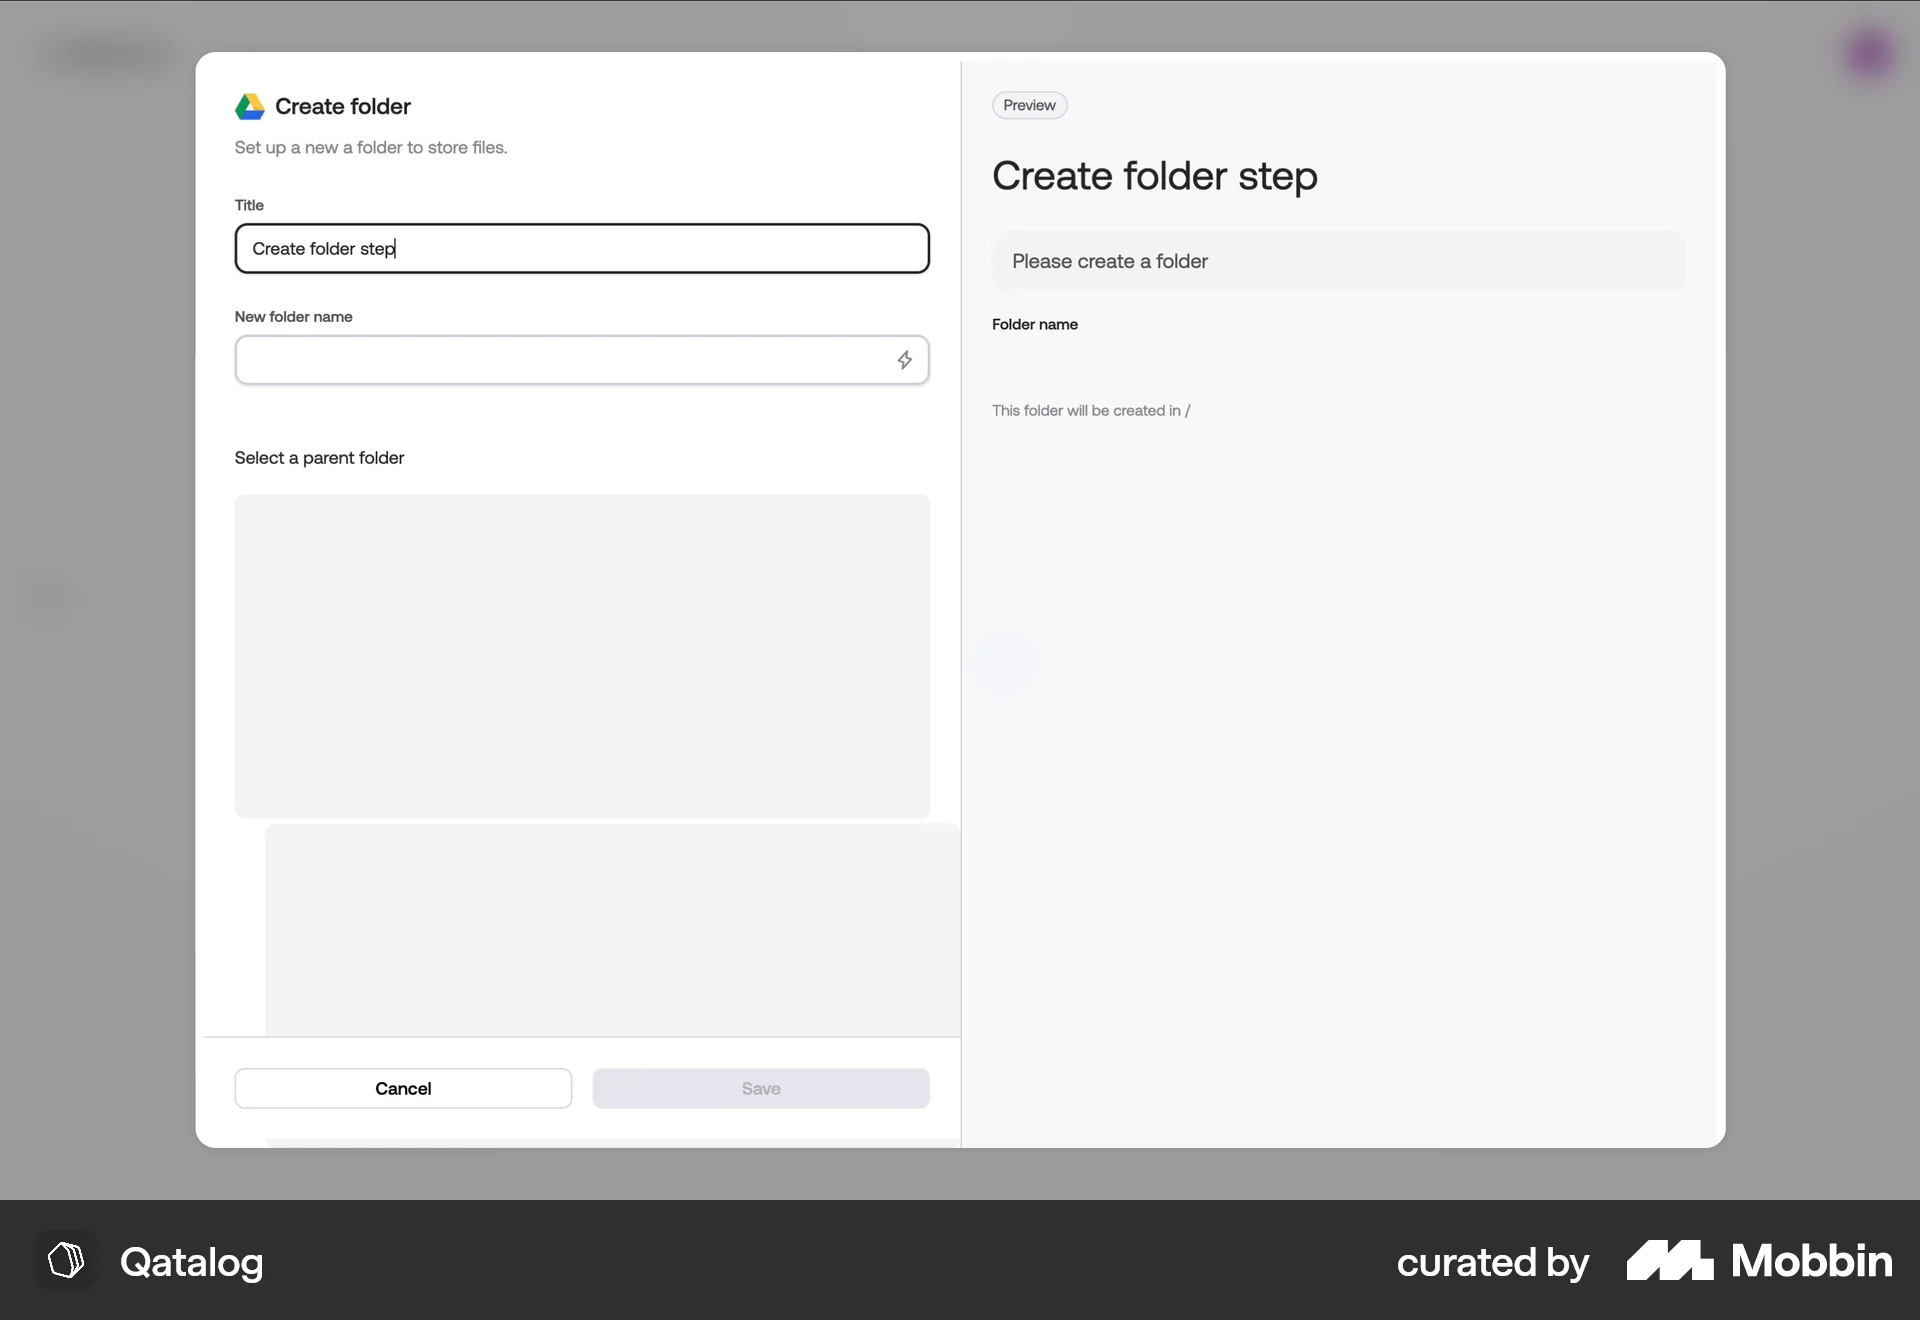 Create folder
Set up a new a folder to store files.
Title
Create folder step
New folder name
Select a parent folder
Cancel
Save
Preview
Create folder step
Please create a folder
Folder name
This folder will be created in /
Qatalog
curated by Mobbin